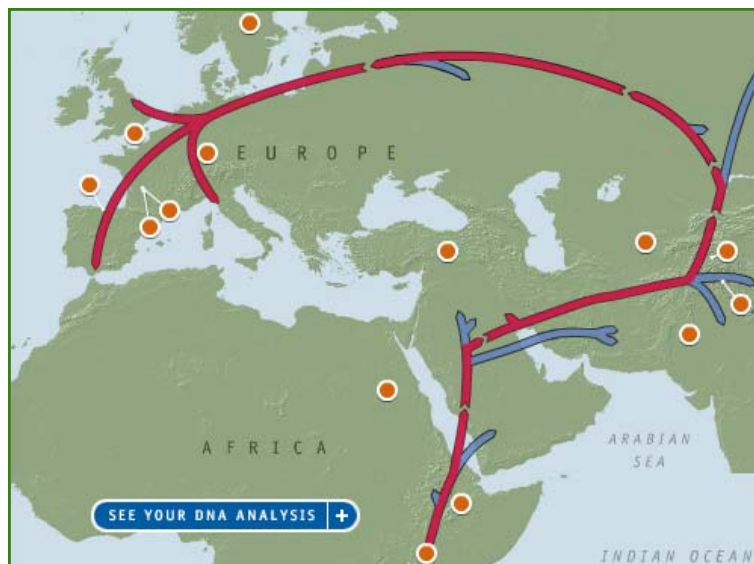 EUROPE
AFRICA
ARABIAN
SEA
SEE YOUR DNA ANALYSIS +
INDIAN OCEAN